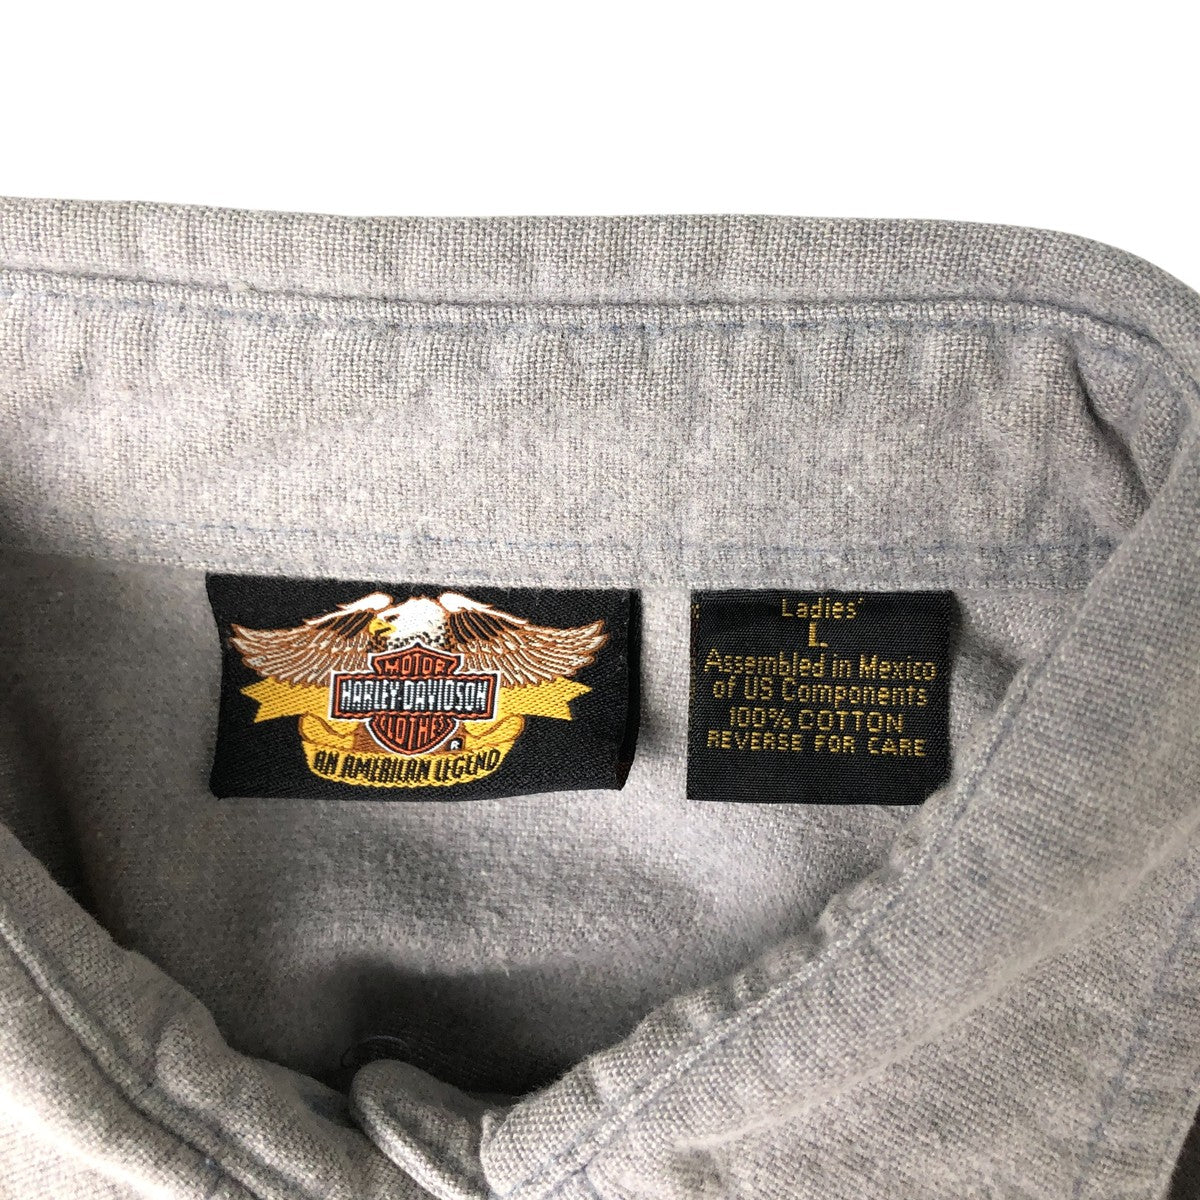 MOTOR
HARLEY-DAVIDSON
CLOTHES
®
AN AMERICAN LEGEND
Ladies'
L
Assembled in Mexico
of US Components
100% COTTON
REVERSE FOR CARE